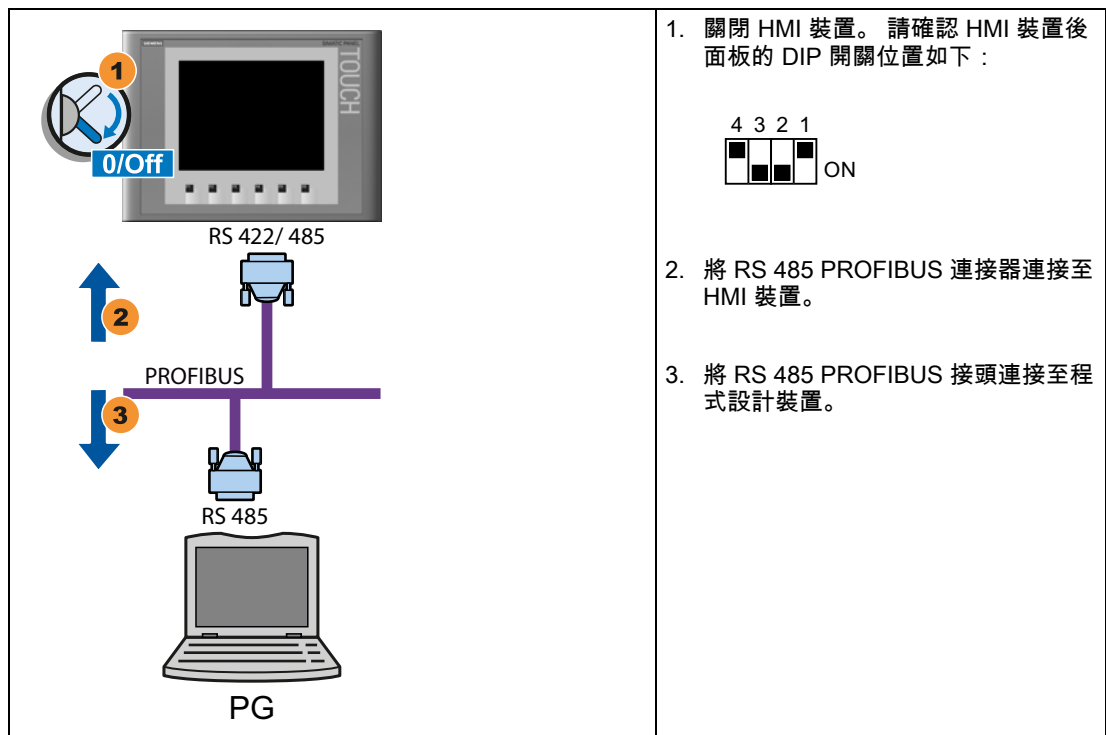 SIEMENS
SIMATIC PANEL
TOUCH
1
0/Off
RS 422/ 485
2
PROFIBUS
3
RS 485
PG
1. 關閉 HMI 裝置。 請確認 HMI 裝置後
面板的 DIP 開關位置如下：
4 3 2 1
ON
2. 將 RS 485 PROFIBUS 連接器連接至
HMI 裝置。
3. 將 RS 485 PROFIBUS 接頭連接至程
式設計裝置。